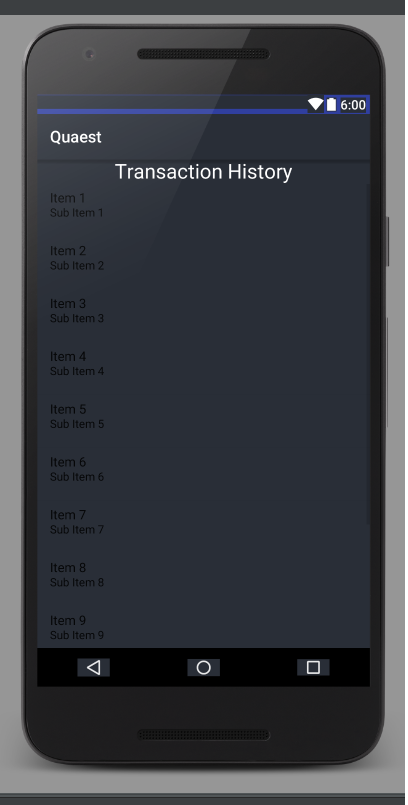 6:00
Quaest
Transaction History
Item 1
Sub Item 1
Item 2
Sub Item 2
Item 3
Sub Item 3
Item 4
Sub Item 4
Item 5
Sub Item 5
Item 6
Sub Item 6
Item 7
Sub Item 7
Item 8
Sub Item 8
Item 9
Sub Item 9